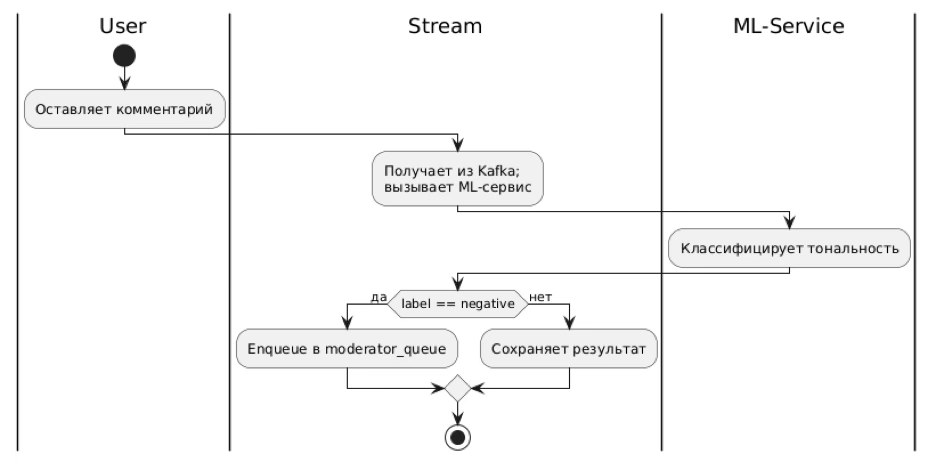 User
Stream
ML-Service
Оставляет комментарий
Получает из Kafka;
вызывает ML-сервис
Классифицирует тональность
да
label == negative
нет
Enqueue в moderator_queue
Сохраняет результат